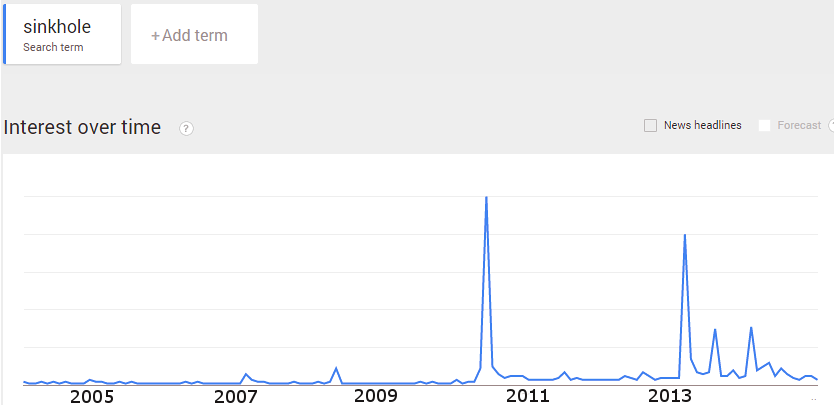 sinkhole
Search term
+Add term
Interest over time ?
News headlines
Forecast ?
2005 2007 2009 2011 2013